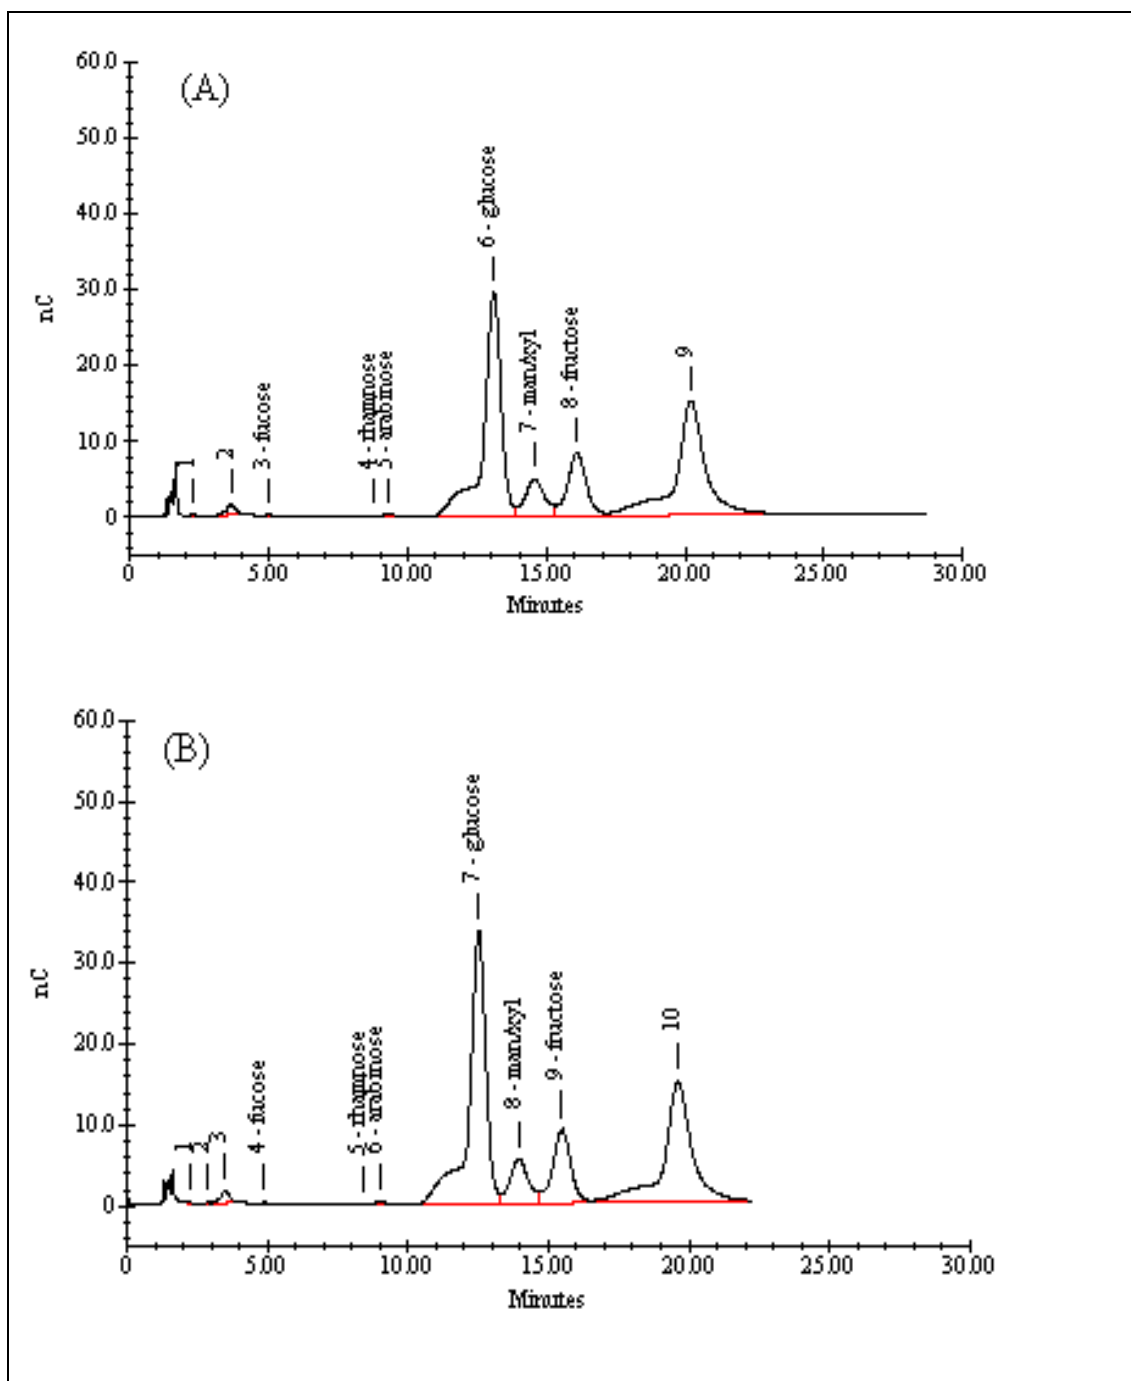 (A)
60.0
50.0
40.0
30.0
20.0
10.0
0
nC
1
2
3 - fucose
4 - rhamnose
5 - arabinose
6 - glucose
7 - man/xyl
8 - fructose
9
0
5.00
10.00
15.00
20.00
25.00
30.00
Minutes
(B)
60.0
50.0
40.0
30.0
20.0
10.0
0
nC
1
2
3
4 - fucose
5 - rhamnose
6 - arabinose
7 - glucose
8 - man/xyl
9 - fructose
10
0
5.00
10.00
15.00
20.00
30.00
Minutes